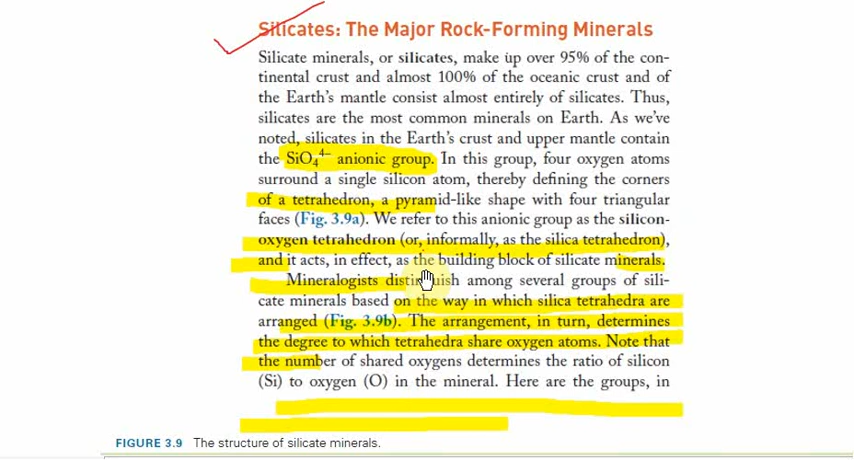 Silicates: The Major Rock-Forming Minerals
Silicate minerals, or silicates, make up over 95% of the con-
tinental crust and almost 100% of the oceanic crust and of
the Earth's mantle consist almost entirely of silicates. Thus,
silicates are the most common minerals on Earth. As we've
noted, silicates in the Earth's crust and upper mantle contain
the SiO₄⁴⁻ anionic group. In this group, four oxygen atoms
surround a single silicon atom, thereby defining the corners
of a tetrahedron, a pyramid-like shape with four triangular
faces (Fig. 3.9a). We refer to this anionic group as the silicon-
oxygen tetrahedron (or, informally, as the silica tetrahedron),
and it acts, in effect, as the building block of silicate minerals.
Mineralogists distinguish among several groups of sili-
cate minerals based on the way in which silica tetrahedra are
arranged (Fig. 3.9b). The arrangement, in turn, determines
the degree to which tetrahedra share oxygen atoms. Note that
the number of shared oxygens determines the ratio of silicon
(Si) to oxygen (O) in the mineral. Here are the groups, in
FIGURE 3.9 The structure of silicate minerals.